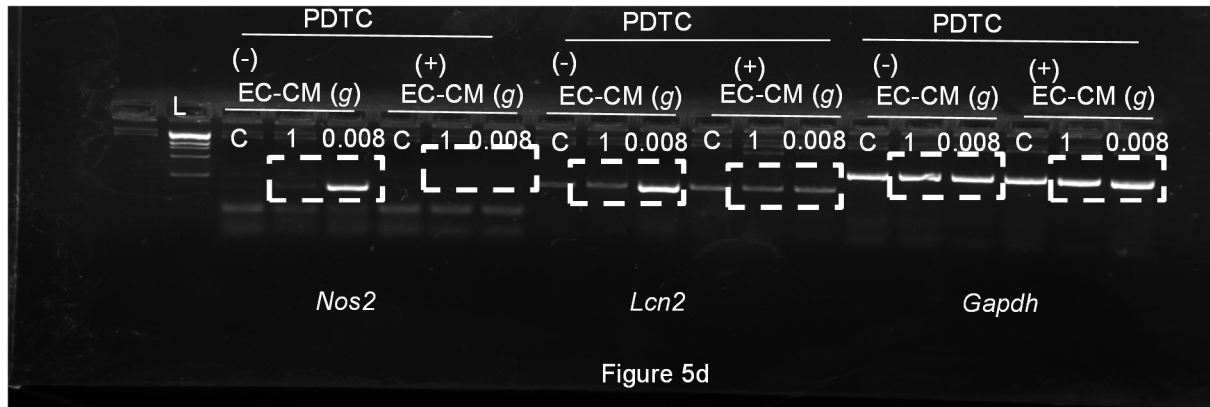 PDTC PDTC PDTC
(-) (+) (-) (+) (-) (+)
EC-CM (g) EC-CM (g) EC-CM (g) EC-CM (g) EC-CM (g) EC-CM (g)
L C 1 0.008 C 1 0.008 C 1 0.008 C 1 0.008 C 1 0.008 C 1 0.008
Nos2 Lcn2 Gapdh
Figure 5d